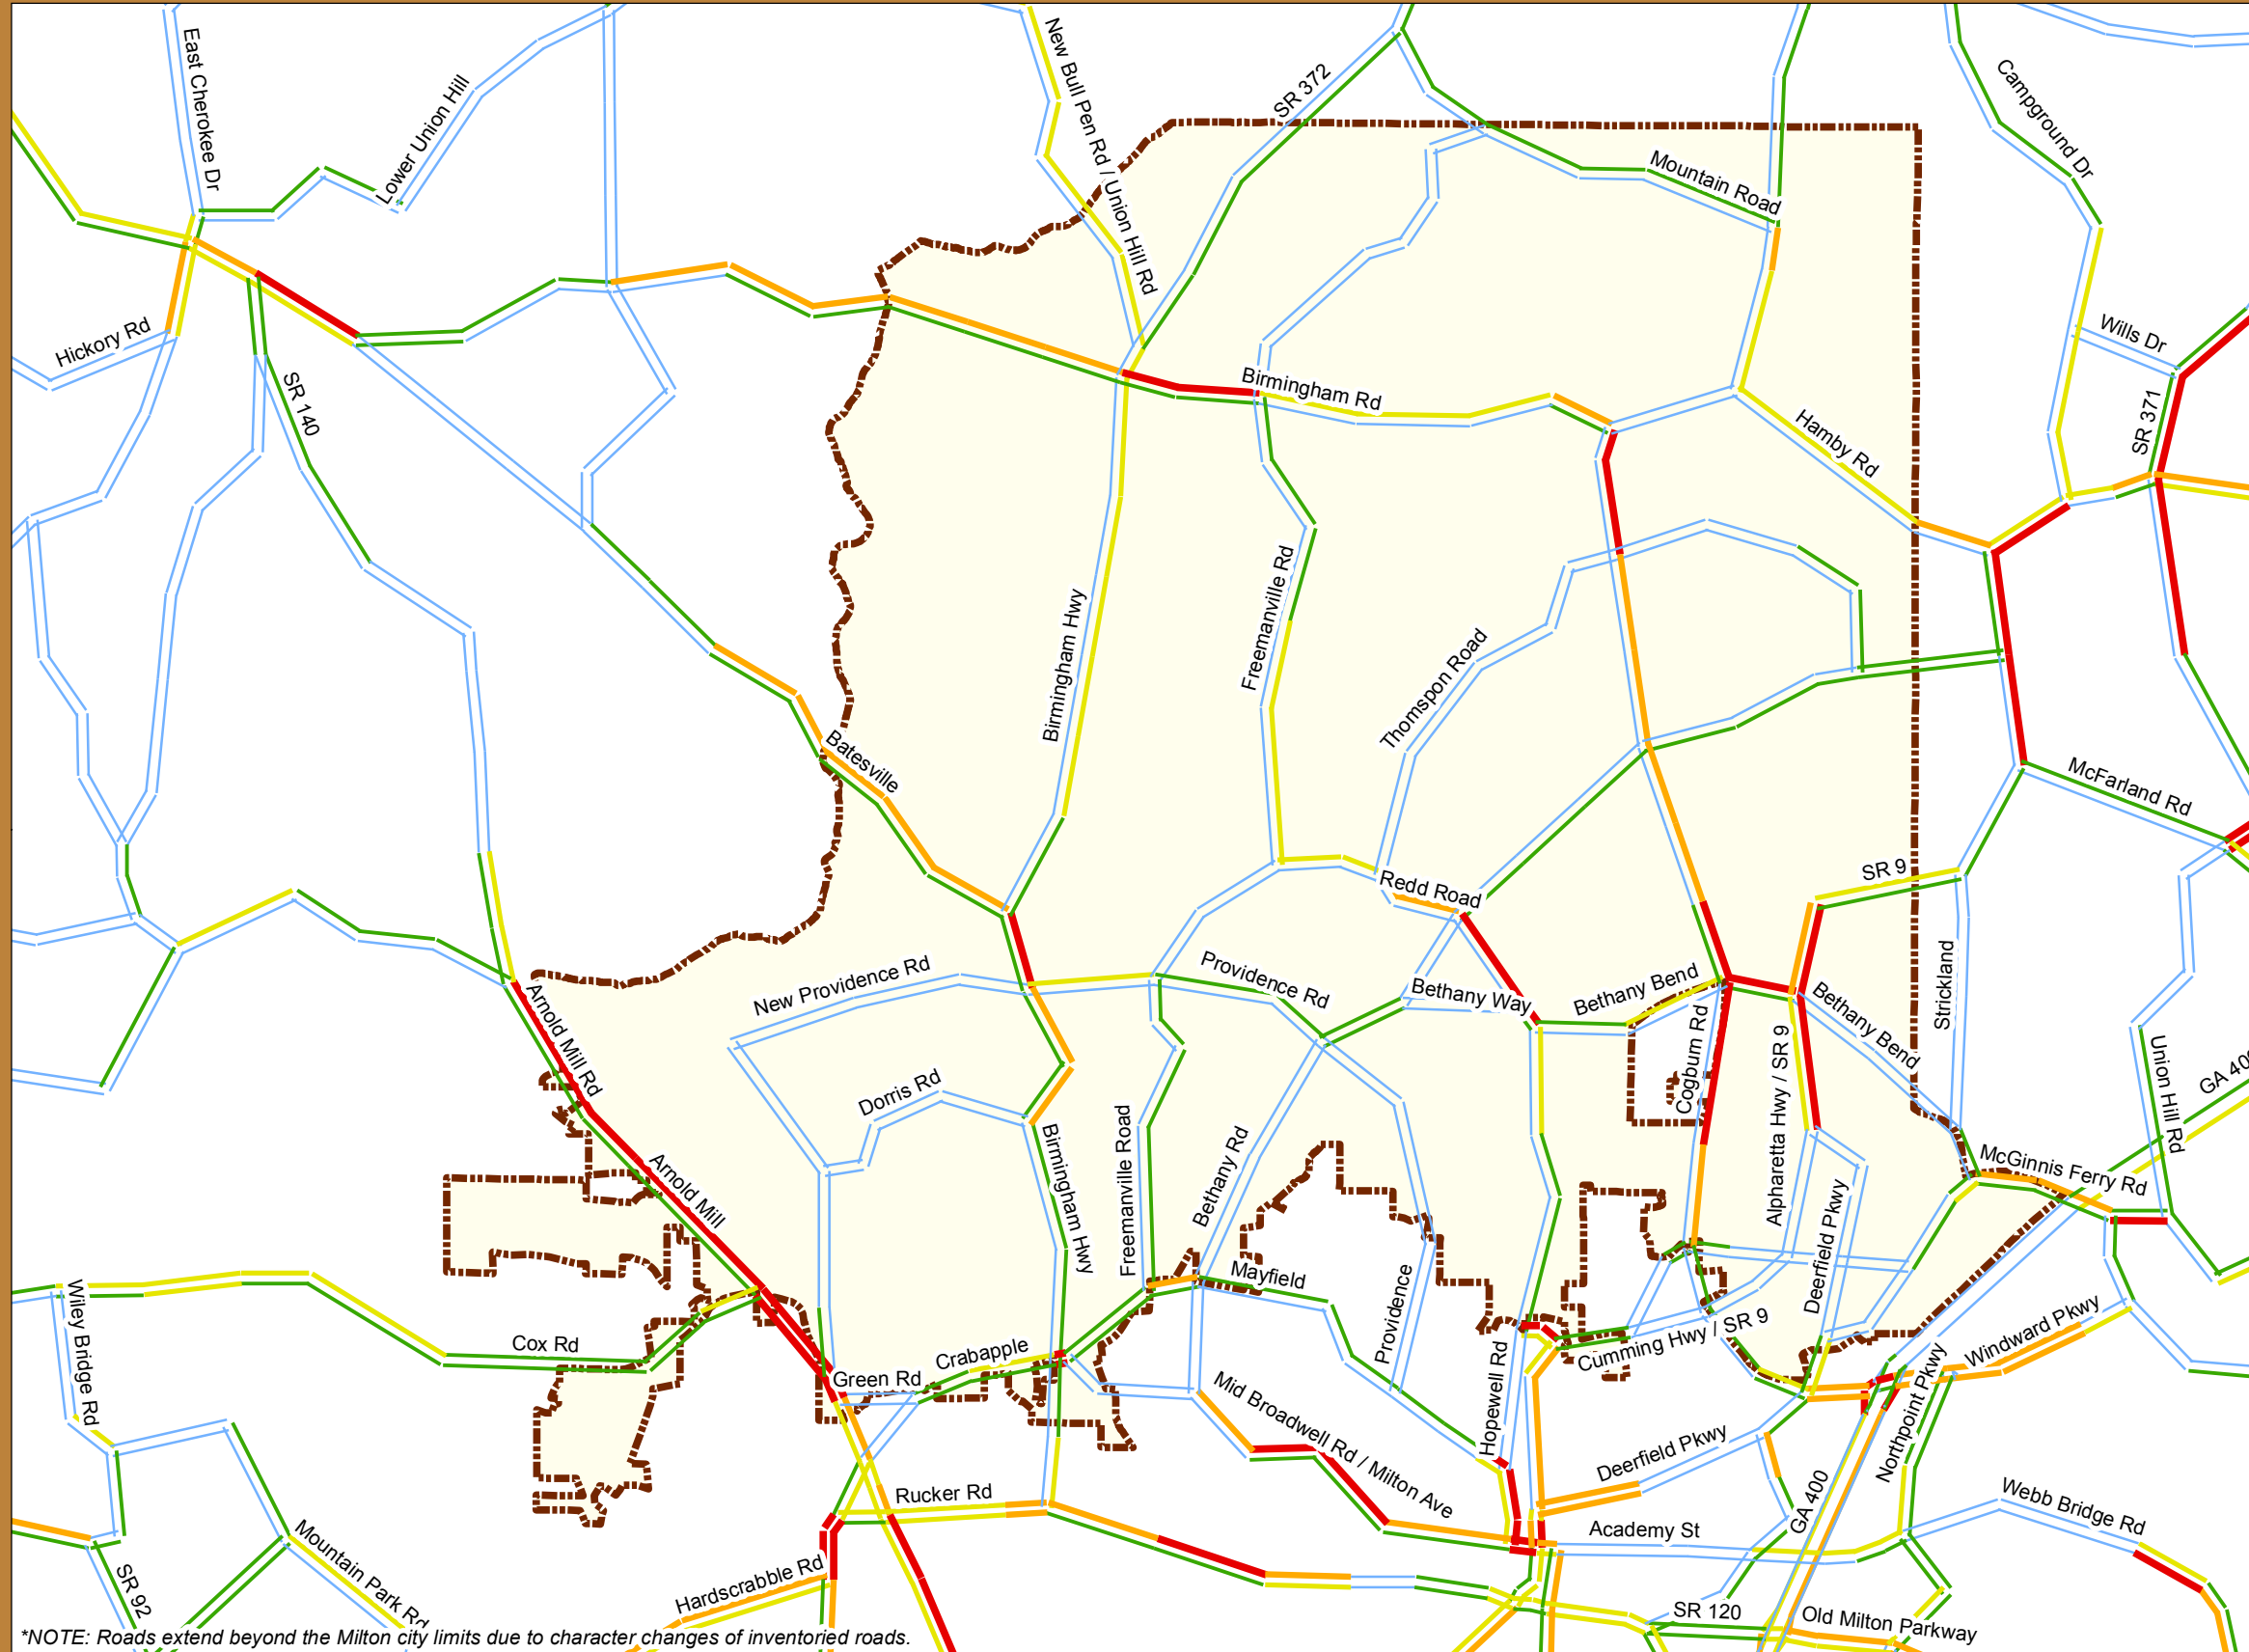 East Cherokee Dr
Lower Union Hill
New Bull Pen Rd / Union Hill Rd
SR 372
Mountain Road
Campground Dr
Hickory Rd
SR 140
Birmingham Rd
Hamby Rd
Wills Dr
SR 371
Birmingham Hwy
Freemanville Rd
Thomspon Road
Batesville
McFarland Rd
Redd Road
SR 9
New Providence Rd
Providence Rd
Bethany Way
Bethany Bend
Cogburn Rd
Alpharetta Hwy / SR 9
Bethany Bend
Strickland
Union Hill Rd
GA 400
Arnold Mill Rd
Dorris Rd
Arnold Mill
Birmingham Hwy
Freemanville Road
Bethany Rd
Mayfield
McGinnis Ferry Rd
Deerfield Pkwy
Wiley Bridge Rd
Cox Rd
Crabapple
Green Rd
Providence
Hopewell Rd
Cumming Hwy / SR 9
Windward Pkwy
Northpoint Pkwy
Mid Broadwell Rd / Milton Ave
Deerfield Pkwy
GA 400
Rucker Rd
Academy St
Webb Bridge Rd
SR 92
Mountain Park Rd
Hardscrabble Rd
SR 120
Old Milton Parkway
*NOTE: Roads extend beyond the Milton city limits due to character changes of inventoried roads.